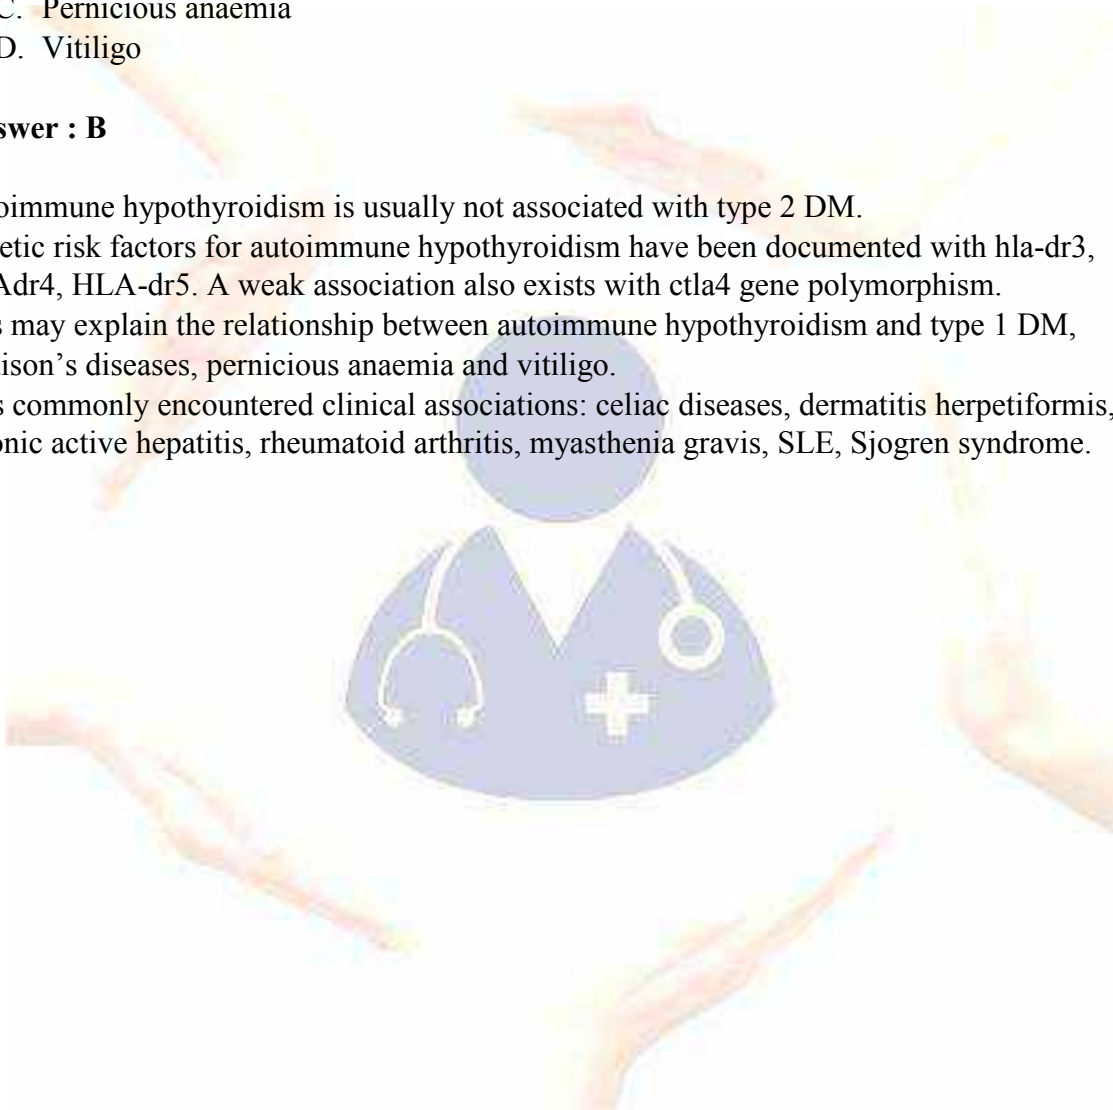 C. Pernicious anaemia
D. Vitiligo
swer : B
oimmune hypothyroidism is usually not associated with type 2 DM.
etic risk factors for autoimmune hypothyroidism have been documented with hla-dr3,
Adr4, HLA-dr5. A weak association also exists with ctla4 gene polymorphism.
s may explain the relationship between autoimmune hypothyroidism and type 1 DM,
ison’s diseases, pernicious anaemia and vitiligo.
s commonly encountered clinical associations: celiac diseases, dermatitis herpetiformis,
onic active hepatitis, rheumatoid arthritis, myasthenia gravis, SLE, Sjogren syndrome.